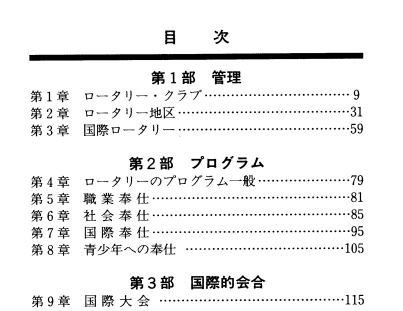 目 次
第1部 管理
第1章 ロータリー・クラブ…………………………… 9
第2章 ロータリー地区…………………………………31
第3章 国際ロータリー…………………………………59
第2部 プログラム
第4章 ロータリーのプログラム一般…………………79
第5章 職業奉仕…………………………………………81
第6章 社会奉仕…………………………………………85
第7章 国際奉仕…………………………………………95
第8章 青少年への奉仕 ………………………………105
第3部 国際的会合
第9章 国際大会 ………………………………………115